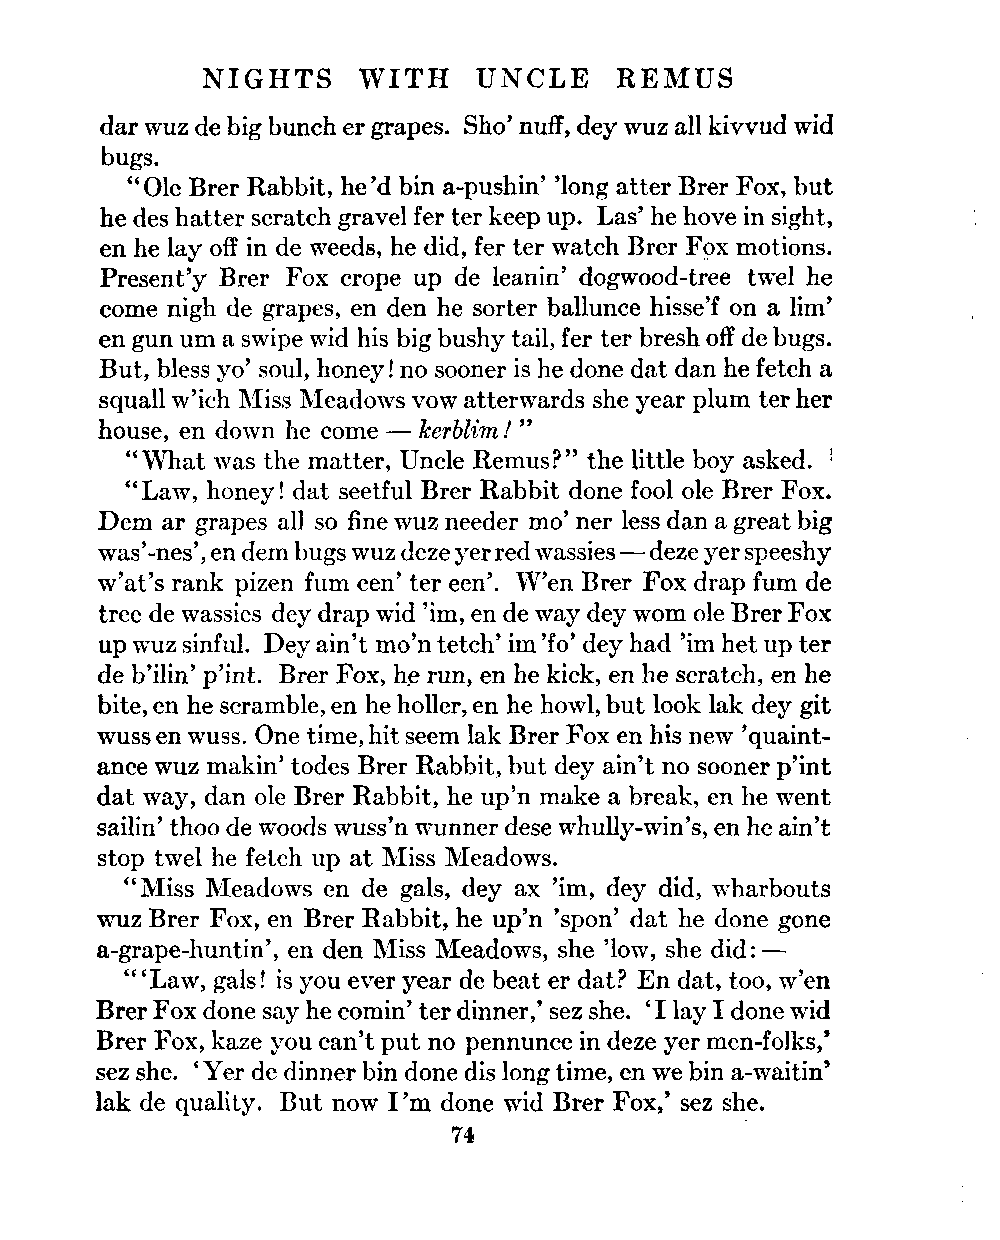 NIGHTS WITH UNCLE REMUS
dar wuz de big bunch er grapes. Sho' nuff, dey wuz all kivvud wid
bugs.
"Ole Brer Rabbit, he'd bin a-pushin' 'long atter Brer Fox, but
he des hatter scratch gravel fer ter keep up. Las' he hove in sight,
en he lay off in de weeds, he did, fer ter watch Brer Fox motions.
Present'y Brer Fox crope up de leanin' dogwood-tree twel he
come nigh de grapes, en den he sorter ballunce hisse'f on a lim'
en gun um a swipe wid his big bushy tail, fer ter bresh off de bugs.
But, bless yo' soul, honey! no sooner is he done dat dan he fetch a
squall w'ich Miss Meadows vow atterwards she year plum ter her
house, en down he come — kerblim!"
"What was the matter, Uncle Remus?" the little boy asked.
"Law, honey! dat seetful Brer Rabbit done fool ole Brer Fox.
Dem ar grapes all so fine wuz needer mo' ner less dan a great big
was'-nes', en dem bugs wuz deze yer red wassies — deze yer speeshy
w'at's rank pizen fum een' ter een'. W'en Brer Fox drap fum de
tree de wassies dey drap wid 'im, en de way dey wom ole Brer Fox
up wuz sinful. Dey ain't mo'n tetch' im 'fo' dey had 'im het up ter
de b'ilin' p'int. Brer Fox, he run, en he kick, en he scratch, en he
bite, en he scramble, en he holler, en he howl, but look lak dey git
wuss en wuss. One time, hit seem lak Brer Fox en his new 'quaint-
ance wuz makin' todes Brer Rabbit, but dey ain't no sooner p'int
dat way, dan ole Brer Rabbit, he up'n make a break, en he went
sailin' thoo de woods wuss'n wunner dese whully-win's, en he ain't
stop twel he fetch up at Miss Meadows.
"Miss Meadows en de gals, dey ax 'im, dey did, wharbouts
wuz Brer Fox, en Brer Rabbit, he up'n 'spon' dat he done gone
a-grape-huntin', en den Miss Meadows, she 'low, she did: —
"'Law, gals! is you ever year de beat er dat? En dat, too, w'en
Brer Fox done say he comin' ter dinner,' sez she. 'I lay I done wid
Brer Fox, kaze you can't put no pennunce in deze yer men-folks,'
sez she. 'Yer de dinner bin done dis long time, en we bin a-waitin'
lak de quality. But now I'm done wid Brer Fox,' sez she.
74